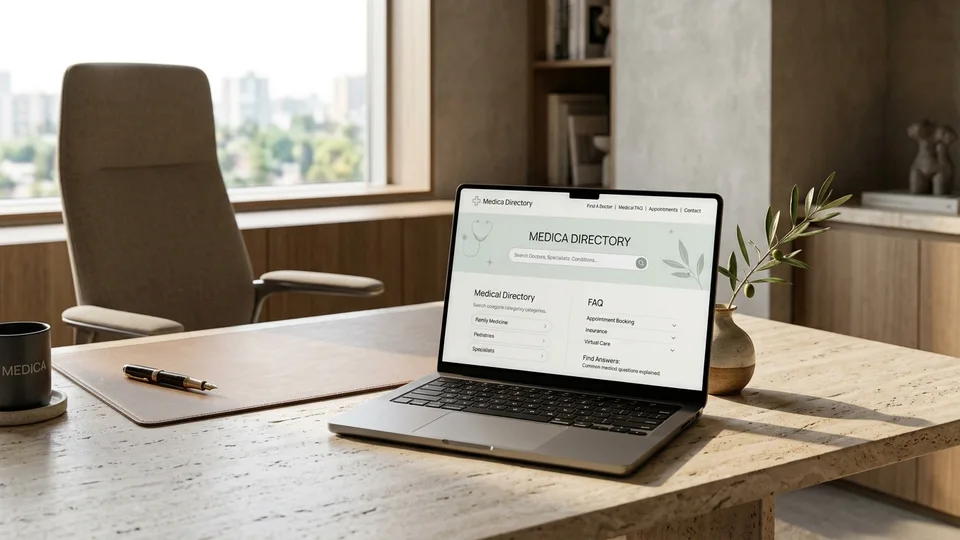 MEDICA
Medica Directory
Find A Doctor | Medical FAQ | Appointments | Contact
MEDICA DIRECTORY
Search Doctors, Specialists, Conditions...
Medical Directory
Search category categories.
Family Medicine
Pediatrics
Specialists
FAQ
Appointment Booking
Insurance
Virtual Care
Find Answers:
Common medical questions explained.